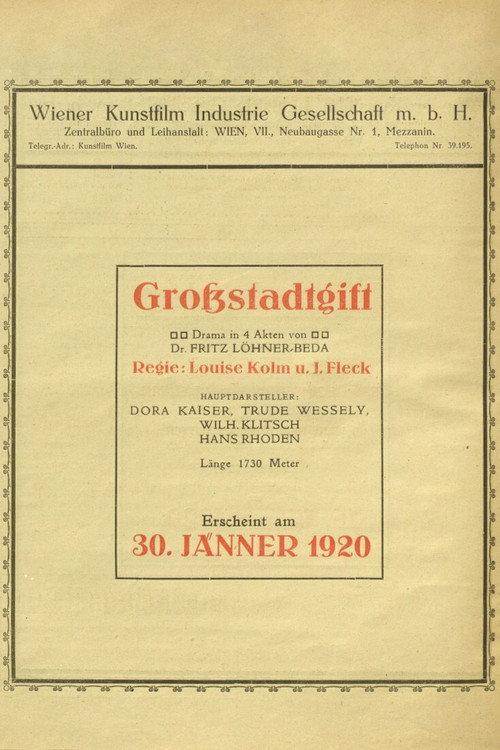 Wiener Kunstfilm Industrie Gesellschaft m. b. H.
Zentralbüro und Leihanstalt: WIEN, VII., Neubaugasse Nr. 1, Mezzanin.
Telegr.-Adr.: Kunstfilm Wien. Telephon Nr. 39.195.
Großstadtgift
Drama in 4 Akten von
Dr. FRITZ LÖHNER-BEDA
Regie: Louise Kolm u. J. Fleck
HAUPTDARSTELLER:
DORA KAISER, TRUDE WESSELY,
WILH. KLITSCH
HANS RHODEN
Länge 1730 Meter
Erscheint am
30. JÄNNER 1920